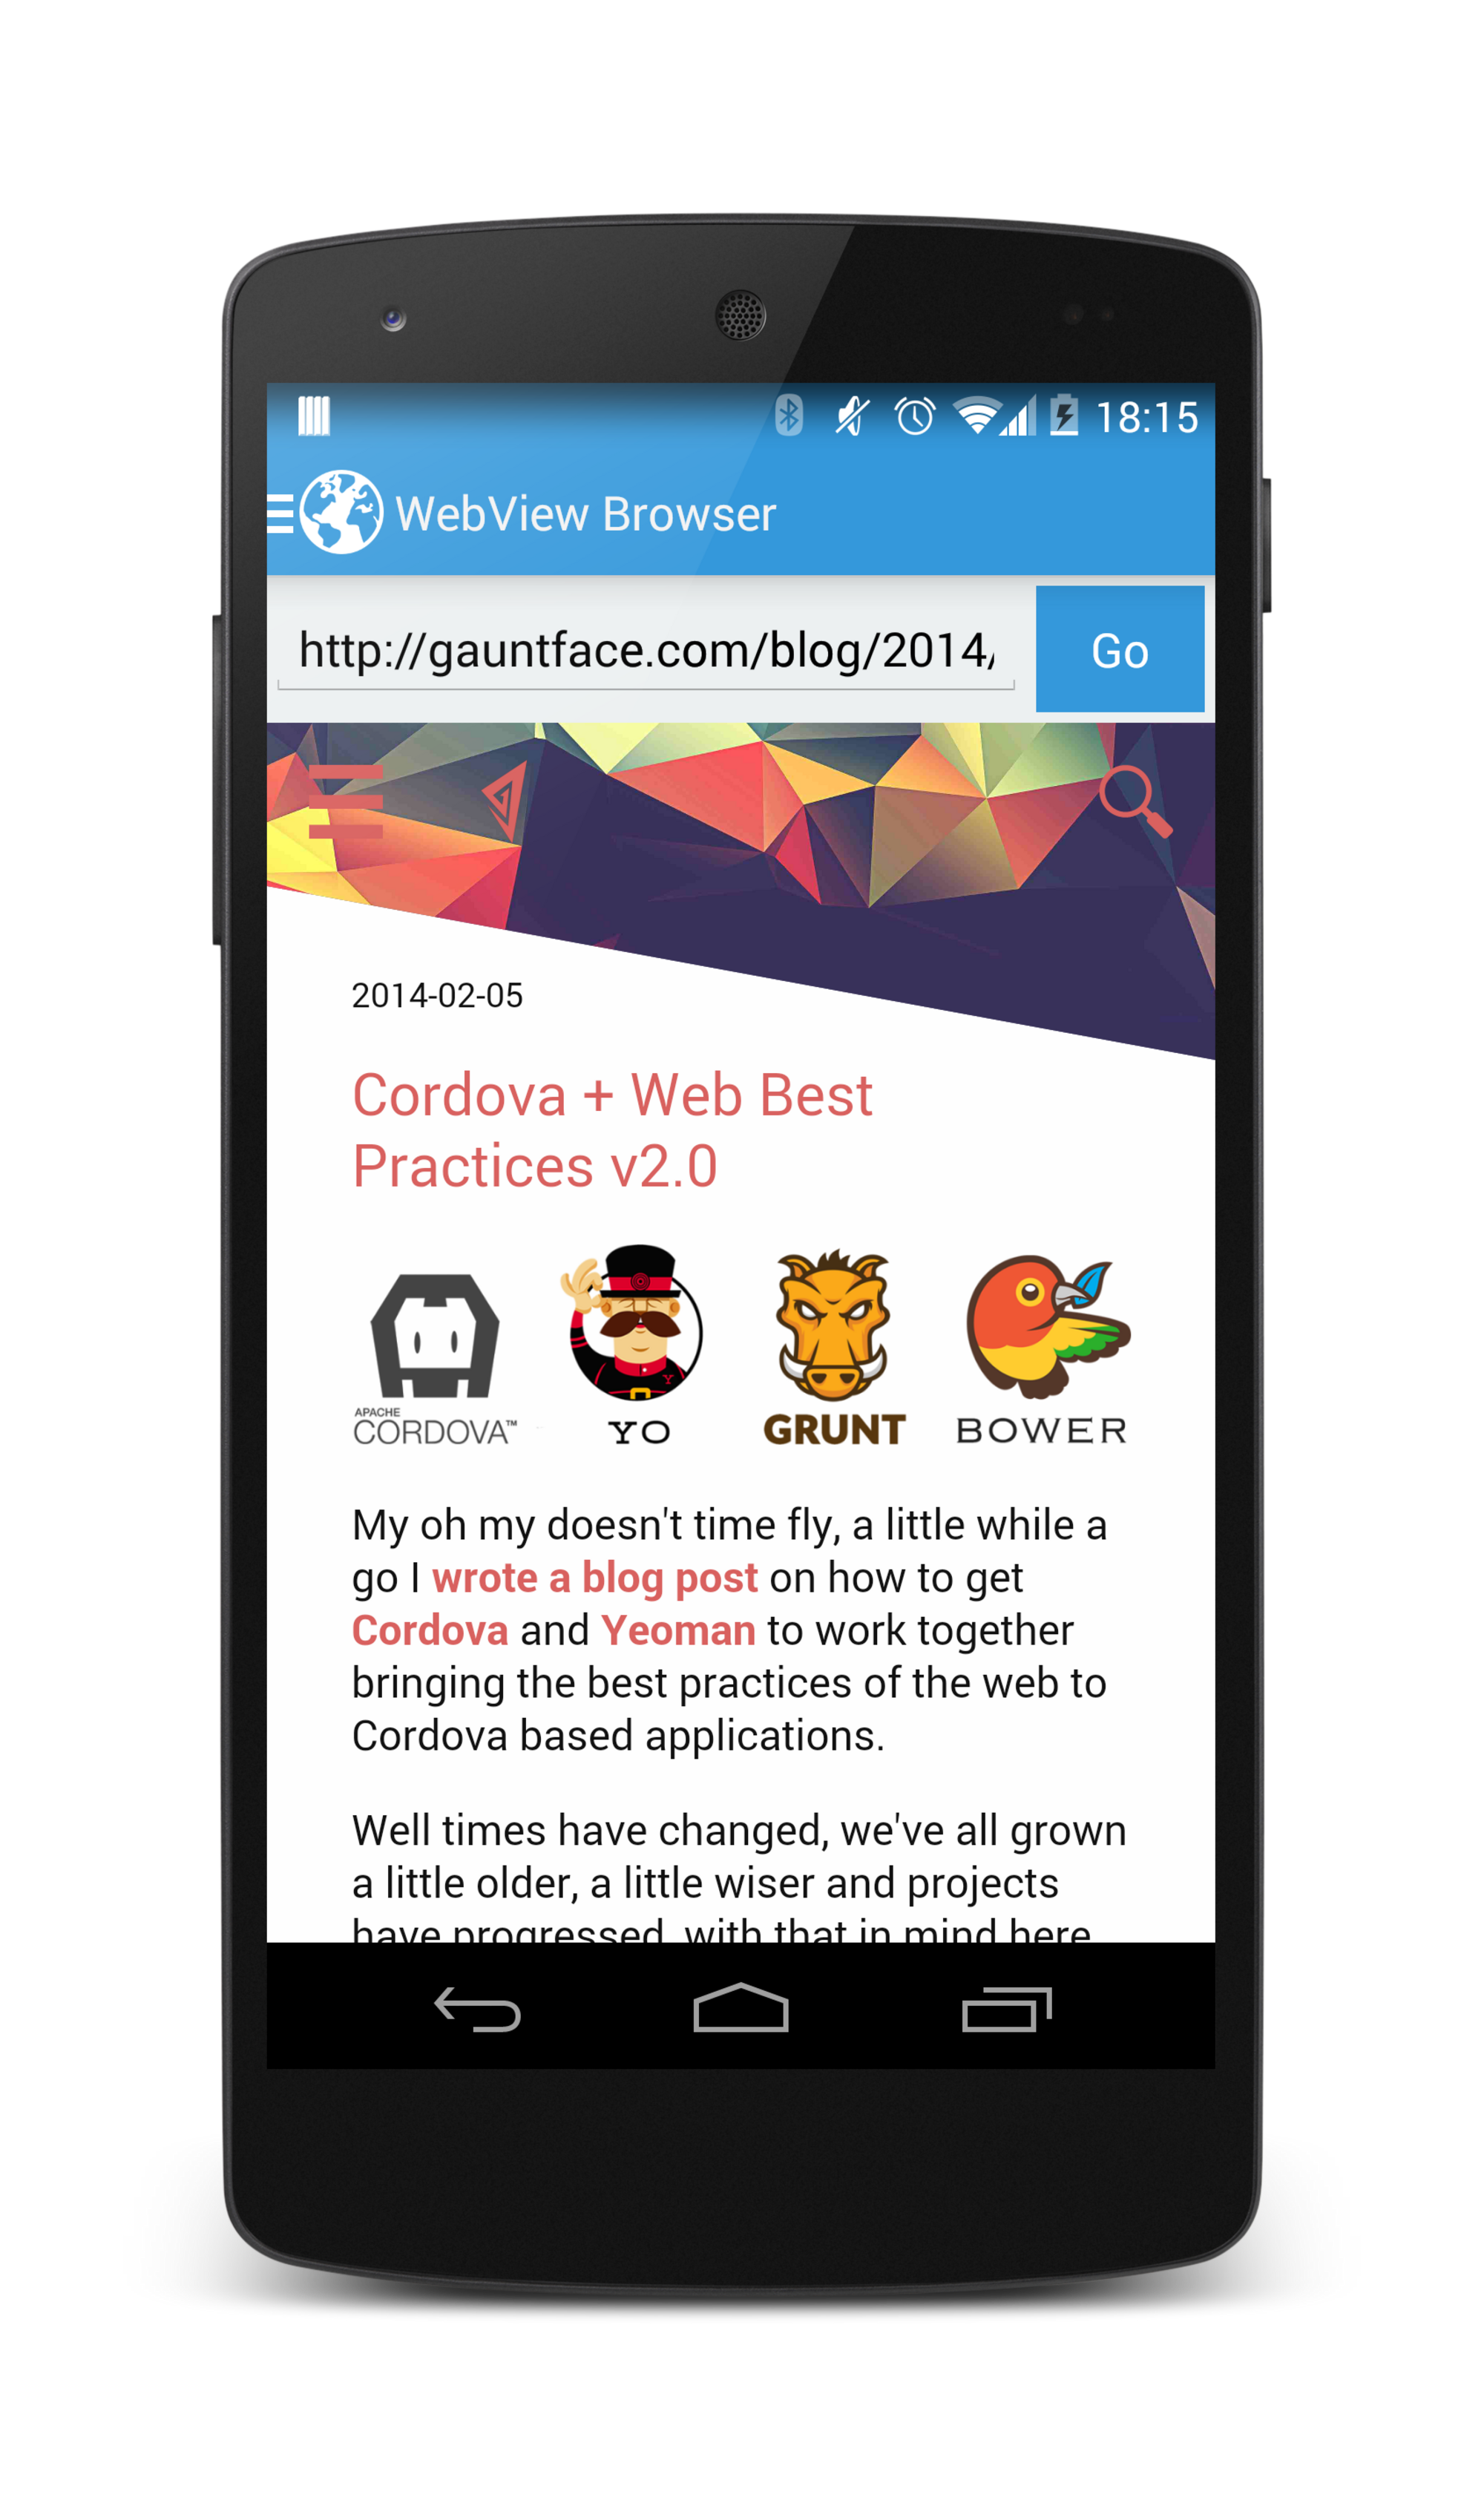 18:15
WebView Browser
http://gauntface.com/blog/2014/
Go
2014-02-05
Cordova + Web Best
Practices v2.0
APACHE
CORDOVA™
YO
GRUNT
BOWER
My oh my doesn't time fly, a little while a
go I wrote a blog post on how to get
Cordova and Yeoman to work together
bringing the best practices of the web to
Cordova based applications.
Well times have changed, we've all grown
a little older, a little wiser and projects
have progressed, with that in mind here